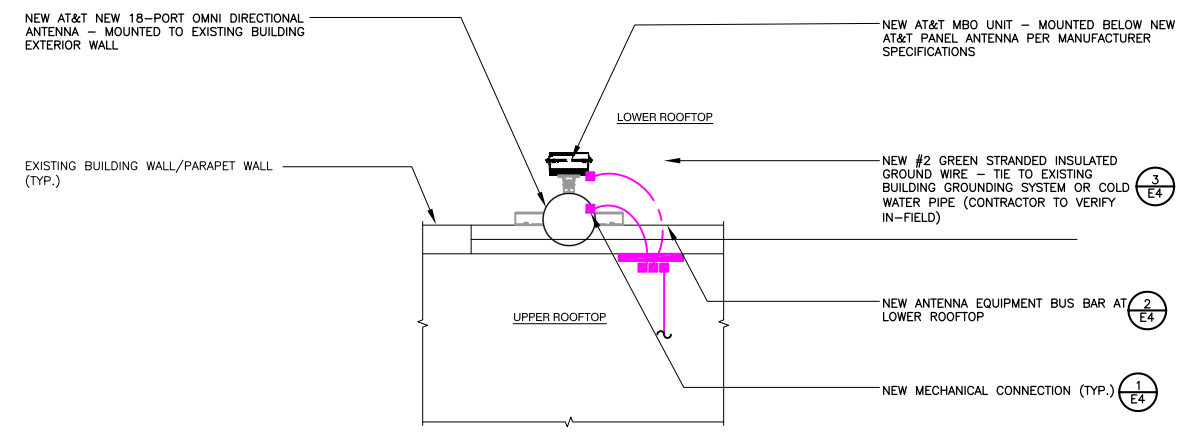 NEW AT&T NEW 18-PORT OMNI DIRECTIONAL
ANTENNA - MOUNTED TO EXISTING BUILDING
EXTERIOR WALL
NEW AT&T MBO UNIT - MOUNTED BELOW NEW
AT&T PANEL ANTENNA PER MANUFACTURER
SPECIFICATIONS
LOWER ROOFTOP
EXISTING BUILDING WALL/PARAPET WALL
(TYP.)
NEW #2 GREEN STRANDED INSULATED
GROUND WIRE - TIE TO EXISTING
BUILDING GROUNDING SYSTEM OR COLD
WATER PIPE (CONTRACTOR TO VERIFY
IN-FIELD)
3
E4
UPPER ROOFTOP
NEW ANTENNA EQUIPMENT BUS BAR AT
LOWER ROOFTOP
2
E4
NEW MECHANICAL CONNECTION (TYP.)
1
E4